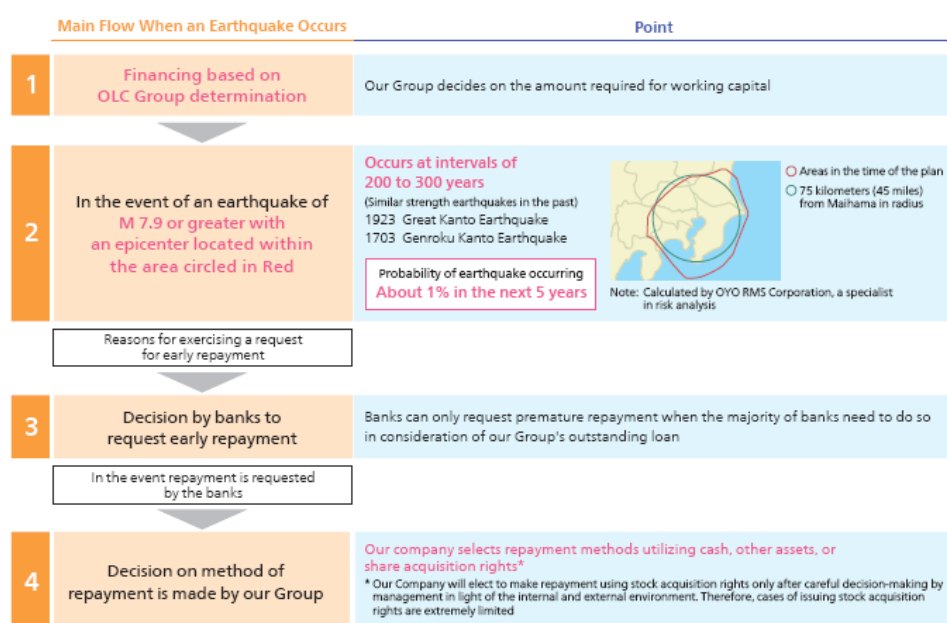 Main Flow When an Earthquake Occurs
Point
1
Financing based on
OLC Group determination
Our Group decides on the amount required for working capital
2
In the event of an earthquake of
M 7.9 or greater with
an epicenter located within
the area circled in Red
Occurs at intervals of
200 to 300 years
(Similar strength earthquakes in the past)
1923 Great Kanto Earthquake
1703 Genroku Kanto Earthquake
Probability of earthquake occurring
About 1% in the next 5 years
Areas in the time of the plan
75 kilometers (45 miles)
from Maihama in radius
Note: Calculated by OYO RMS Corporation, a specialist
in risk analysis
Reasons for exercising a request
for early repayment
3
Decision by banks to
request early repayment
Banks can only request premature repayment when the majority of banks need to do so
in consideration of our Group's outstanding loan
In the event repayment is requested
by the banks
4
Decision on method of
repayment is made by our Group
Our company selects repayment methods utilizing cash, other assets, or
share acquisition rights*
* Our Company will elect to make repayment using stock acquisition rights only after careful decision-making by
management in light of the internal and external environment. Therefore, cases of issuing stock acquisition
rights are extremely limited